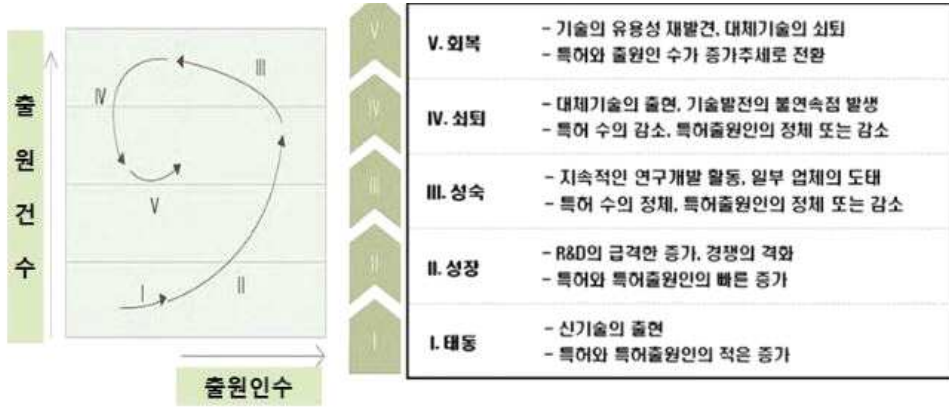 출원건수
I
II
III
IV
V
출원인수
V
IV
III
II
I
V. 회복
- 기술의 유용성 재발견, 대체기술의 쇠퇴
- 특허와 출원인 수가 증가추세로 전환
IV. 쇠퇴
- 대체기술의 출현, 기술발전의 불연속점 발생
- 특허 수의 감소, 특허출원인의 정체 또는 감소
III. 성숙
- 지속적인 연구개발 활동, 일부 업체의 도태
- 특허 수의 정체, 특허출원인의 정체 또는 감소
II. 성장
- R&D의 급격한 증가, 경쟁의 격화
- 특허와 특허출원인의 빠른 증가
I. 태동
- 신기술의 출현
- 특허와 특허출원인의 적은 증가